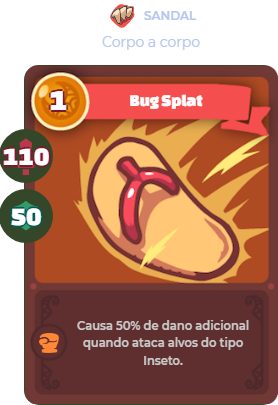 SANDAL
Corpo a corpo
1
Bug Splat
110
50
Causa 50% de dano adicional
quando ataca alvos do tipo
Inseto.